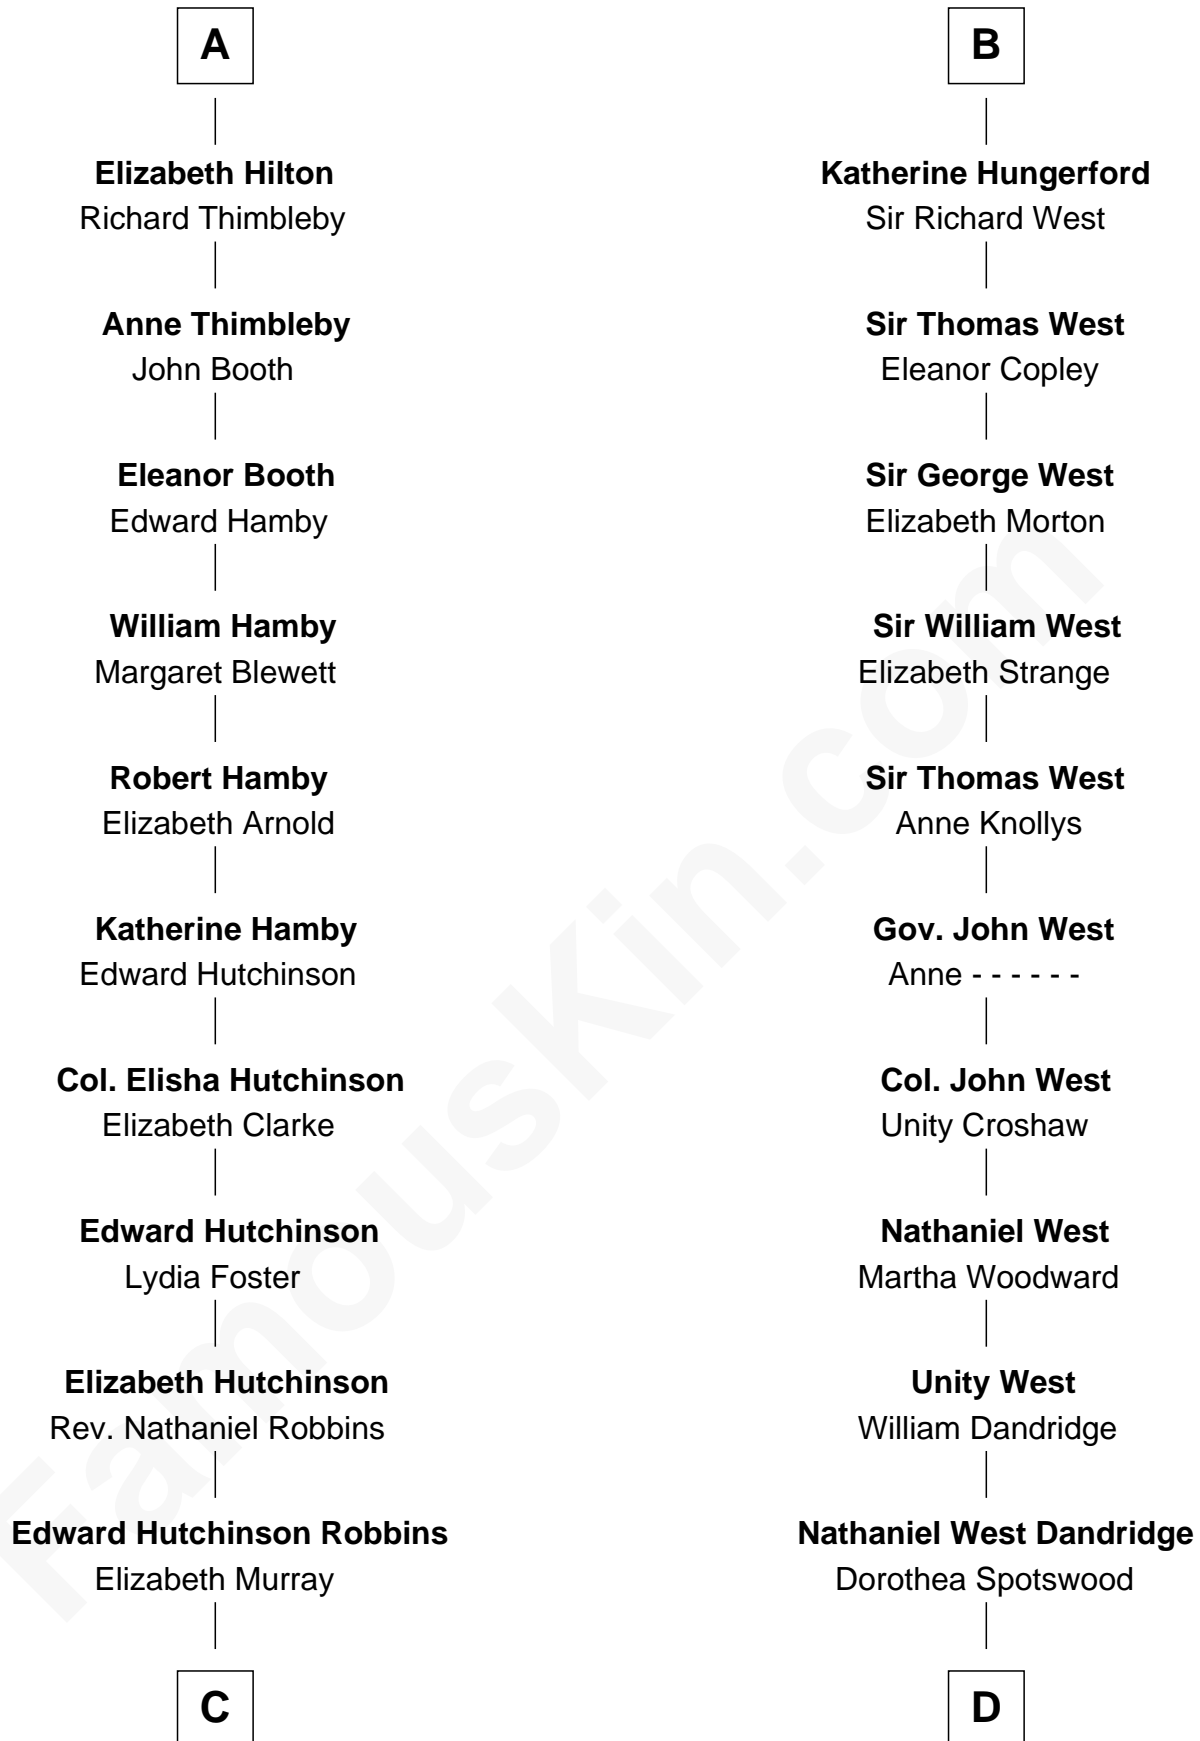 A
Elizabeth Hilton
Richard Thimbleby
Anne Thimbleby
John Booth
Eleanor Booth
Edward Hamby
William Hamby
Margaret Blewett
Robert Hamby
Elizabeth Arnold
Katherine Hamby
Edward Hutchinson
Col. Elisha Hutchinson
Elizabeth Clarke
Edward Hutchinson
Lydia Foster
Elizabeth Hutchinson
Rev. Nathaniel Robbins
Edward Hutchinson Robbins
Elizabeth Murray
C
B
Katherine Hungerford
Sir Richard West
Sir Thomas West
Eleanor Copley
Sir George West
Elizabeth Morton
Sir William West
Elizabeth Strange
Sir Thomas West
Anne Knollys
Gov. John West
Anne - - - - - -
Col. John West
Unity Croshaw
Nathaniel West
Martha Woodward
Unity West
William Dandridge
Nathaniel West Dandridge
Dorothea Spotswood
D
FamousKin.com